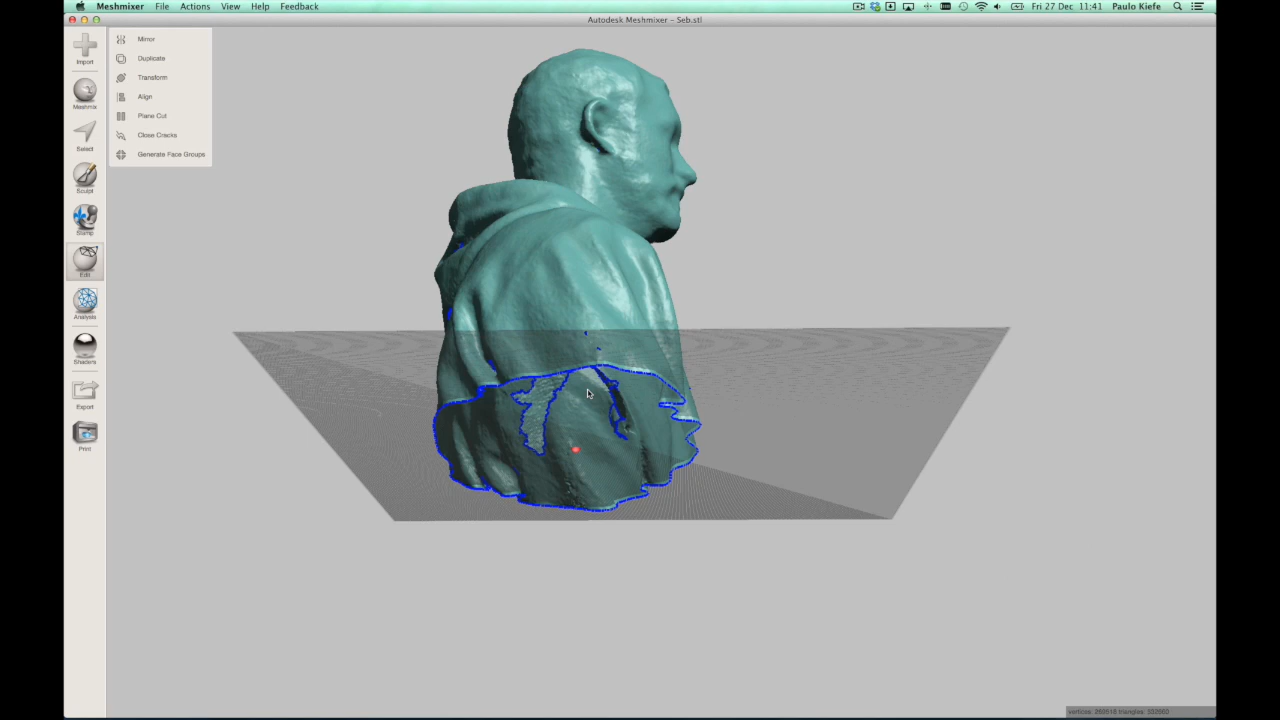 Meshmixer File Actions View Help Feedback Fri 27 Dec 11:41 Paulo Kiefe
Autodesk Meshmixer – Seb.stl
Import
Meshmix
Select
Sculpt
Stamp
Edit
Analysis
Shaders
Export
Print
Mirror
Duplicate
Transform
Align
Plane Cut
Close Cracks
Generate Face Groups
vertices: triangles: